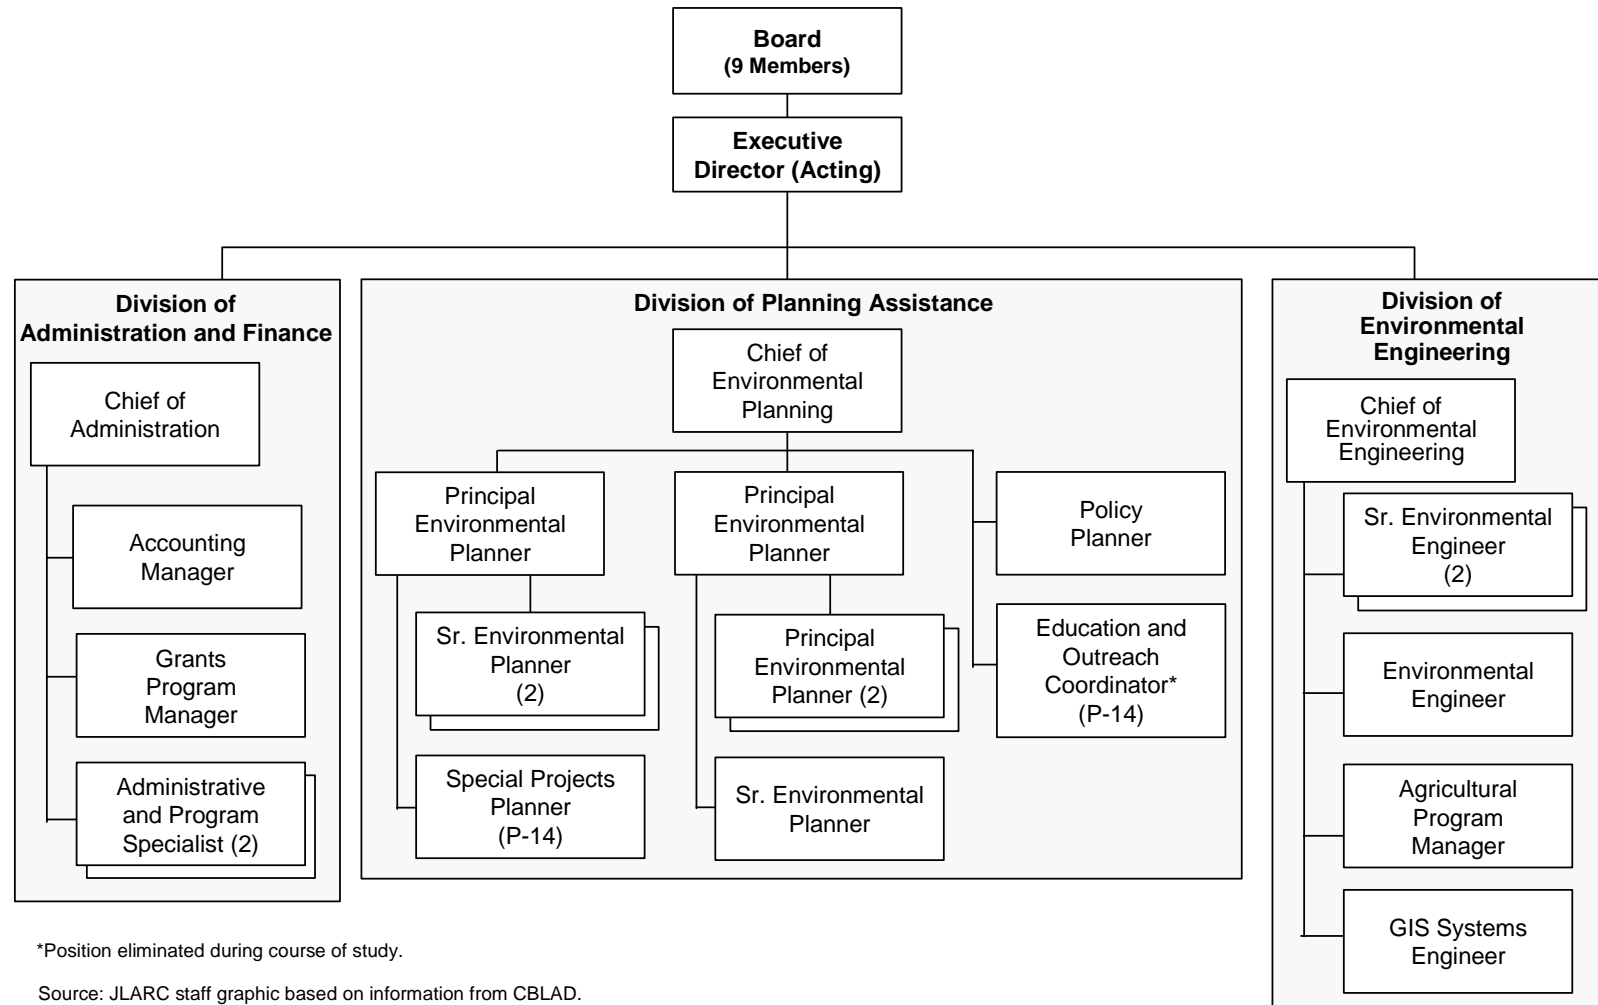 Board
(9 Members)
Executive
Director (Acting)
Division of
Administration and Finance
Chief of
Administration
Accounting
Manager
Grants
Program
Manager
Administrative
and Program
Specialist (2)
Division of Planning Assistance
Chief of
Environmental
Planning
Principal
Environmental
Planner
Sr. Environmental
Planner
(2)
Special Projects
Planner
(P-14)
Principal
Environmental
Planner
Principal
Environmental
Planner (2)
Sr. Environmental
Planner
Policy
Planner
Education and
Outreach
Coordinator*
(P-14)
Division of
Environmental
Engineering
Chief of
Environmental
Engineering
Sr. Environmental
Engineer
(2)
Environmental
Engineer
Agricultural
Program
Manager
GIS Systems
Engineer
*Position eliminated during course of study.
Source: JLARC staff graphic based on information from CBLAD.